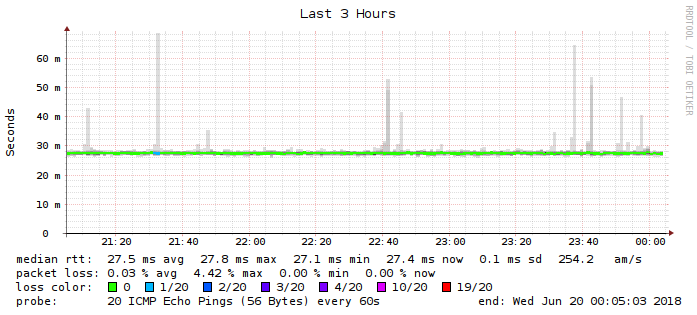 Last 3 Hours
RRDTOOL / TOBI OETIKER
Seconds
60 m
50 m
40 m
30 m
20 m
10 m
0
21:20 21:40 22:00 22:20 22:40 23:00 23:20 23:40 00:00
median rtt: 27.5 ms avg 27.8 ms max 27.1 ms min 27.4 ms now 0.1 ms sd 254.2 am/s
packet loss: 0.03 % avg 4.42 % max 0.00 % min 0.00 % now
loss color: 0 1/20 2/20 3/20 4/20 10/20 19/20
probe: 20 ICMP Echo Pings (56 Bytes) every 60s end: Wed Jun 20 00:05:03 2018